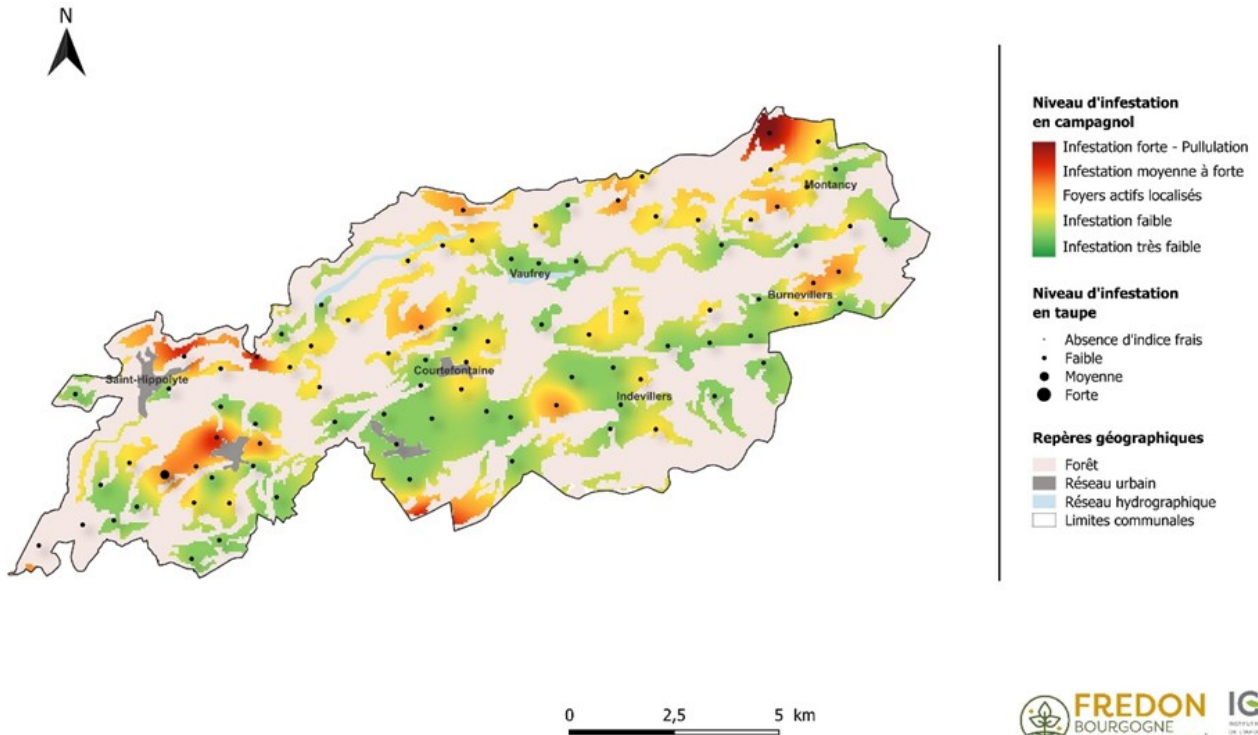 N
Niveau d'infestation
en campagnol
Infestation forte - Pullulation
Infestation moyenne à forte
Foyers actifs localisés
Infestation faible
Infestation très faible
Niveau d'infestation
en taupe
Absence d'indice frais
Faible
Moyenne
Forte
Repères géographiques
Forêt
Réseau urbain
Réseau hydrographique
Limites communales
Montancy
Vaufrey
Burnevillers
Saint-Hippolyte
Courtefontaine
Indevillers
0 2,5 5 km
FREDON
BOURGOGNE